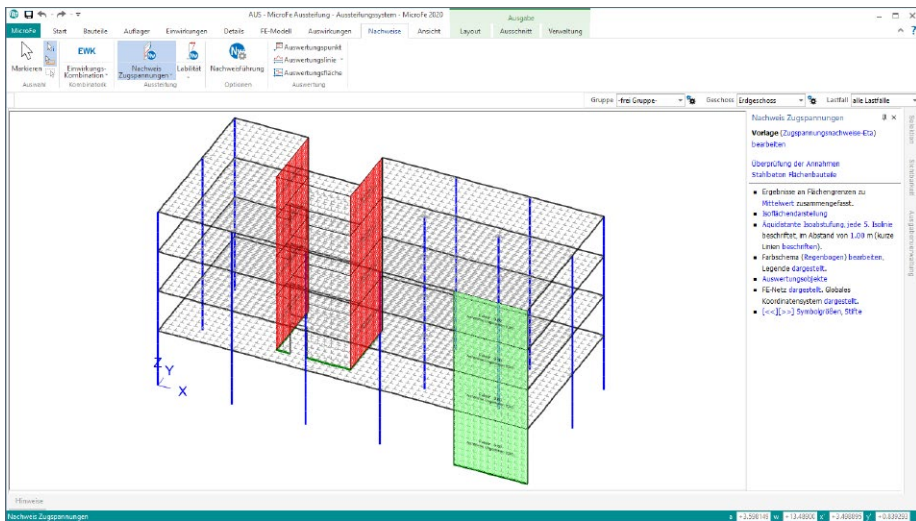 AUS - MicroFe Aussteifung - Aussteifungssystem - MicroFe 2020
Ausgabe
MicroFe Start Bauteile Auflager Einwirkungen Details FE-Modell Auswirkungen Nachweise Ansicht Layout Ausschnitt Verwaltung
Markieren
Auswahl
EWK
Einwirkungs-
Kombination
Kombinatorik
Nachweis
Zugspannungen
Labilität
Aussteifung
Nachweisführung
Optionen
Auswertungspunkt
Auswertungslinie
Auswertungsfläche
Auswertung
Gruppe -frei Gruppe- Geschoss Erdgeschoss Lastfall alle Lastfälle
Nachweis Zugspannungen
Vorlage (Zugspannungsnachweise-Eta)
bearbeiten
Überprüfung der Annahmen
Stahlbeton Flächenbauteile
Ergebnisse an Flächengrenzen zu
Mittelwert zusammengefasst.
Isoflächendarstellung
Äquidistante Isoabstufung, jede 5. Isolinie
beschriftet, im Abstand von 1.00 m (kurze
Linien beschriften).
Farbschema (Regenbogen) bearbeiten,
Legende dargestellt.
Auswertungsobjekte
FE-Netz dargestellt. Globales
Koordinatensystem dargestellt.
[<<][>>] Symbolgrößen, Stifte
Z
Y
X
Hinweise
Nachweis Zugspannungen